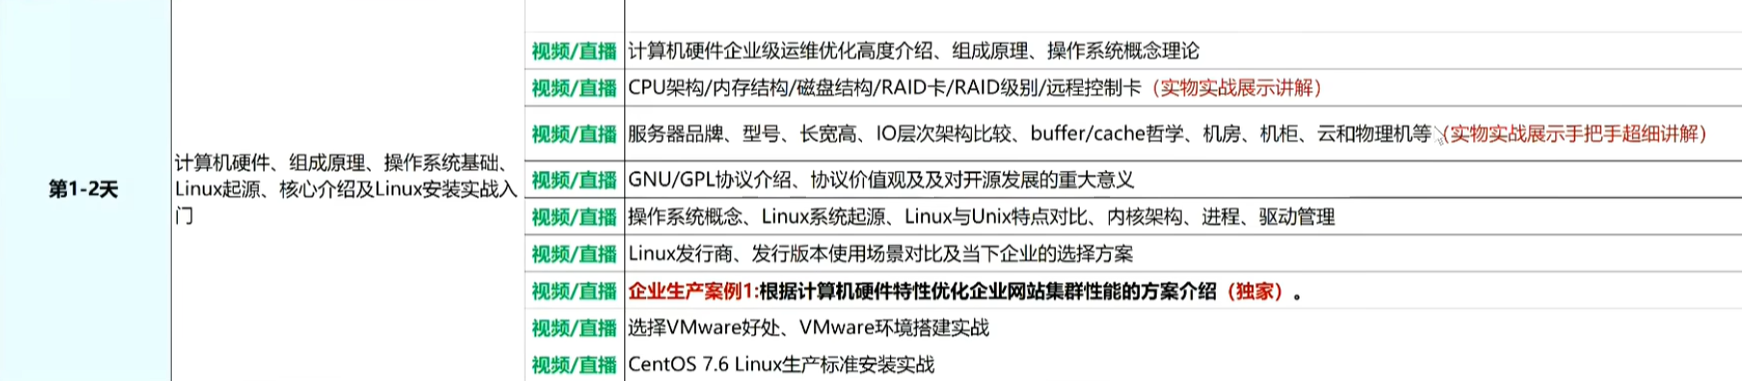 视频/直播 计算机硬件企业级运维优化高度介绍、组成原理、操作系统概念理论
视频/直播 CPU架构/内存结构/磁盘结构/RAID卡/RAID级别/远程控制卡（实物实战展示讲解）
视频/直播 服务器品牌、型号、长宽高、IO层次架构比较、buffer/cache哲学、机房、机柜、云和物理机等（实物实战展示手把手超细讲解）
第1-2天
计算机硬件、组成原理、操作系统基础、
Linux起源、核心介绍及Linux安装实战入
门
视频/直播 GNU/GPL协议介绍、协议价值观及及对开源发展的重大意义
视频/直播 操作系统概念、Linux系统起源、Linux与Unix特点对比、内核架构、进程、驱动管理
视频/直播 Linux发行商、发行版本使用场景对比及当下企业的选择方案
视频/直播 企业生产案例1:根据计算机硬件特性优化企业网站集群性能的方案介绍（独家）。
视频/直播 选择VMware好处、VMware环境搭建实战
视频/直播 CentOS 7.6 Linux生产标准安装实战